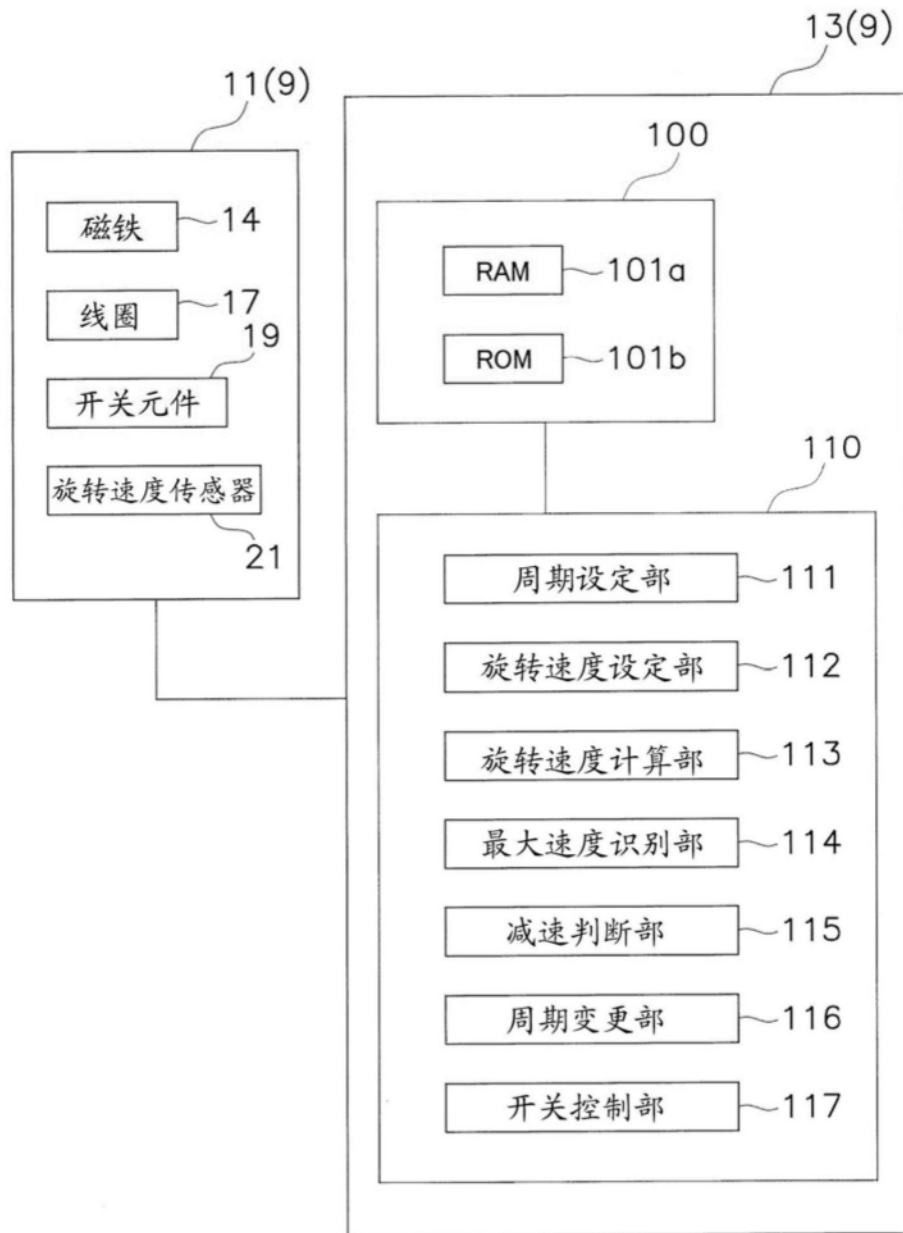 13(9)
11(9)
100
磁铁 14
RAM 101a
线圈 17
19
ROM 101b
开关元件
旋转速度传感器
21
110
周期设定部 111
旋转速度设定部 112
旋转速度计算部 113
最大速度识别部 114
减速判断部 115
周期变更部 116
开关控制部 117